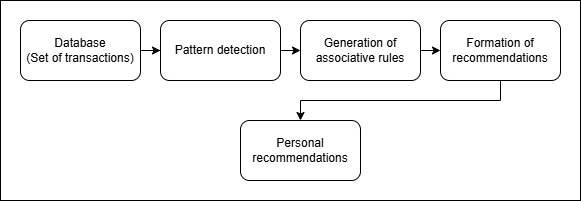 Database
(Set of transactions)
Pattern detection
Generation of
associative rules
Formation of
recommendations
Personal
recommendations